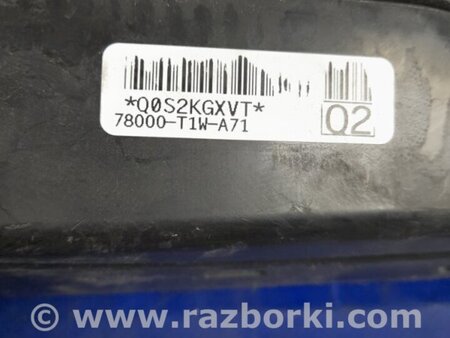 *Q0S2KGXVT*
78000-T1W-A71
Q2
© www.razborki.com